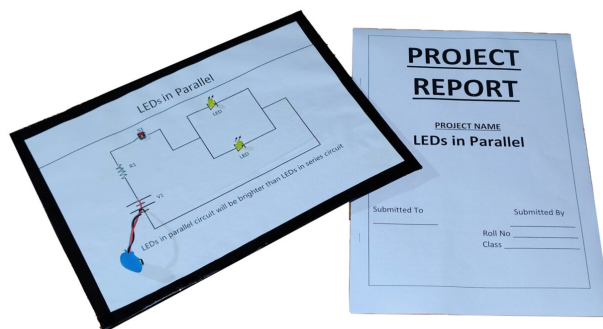 LEDs in Parallel
LED
LED
R1
V1
LEDs in parallel circuit will be brighter than LEDs in series circuit
PROJECT
REPORT
PROJECT NAME
LEDs in Parallel
Submitted To
Submitted By
Roll No
Class